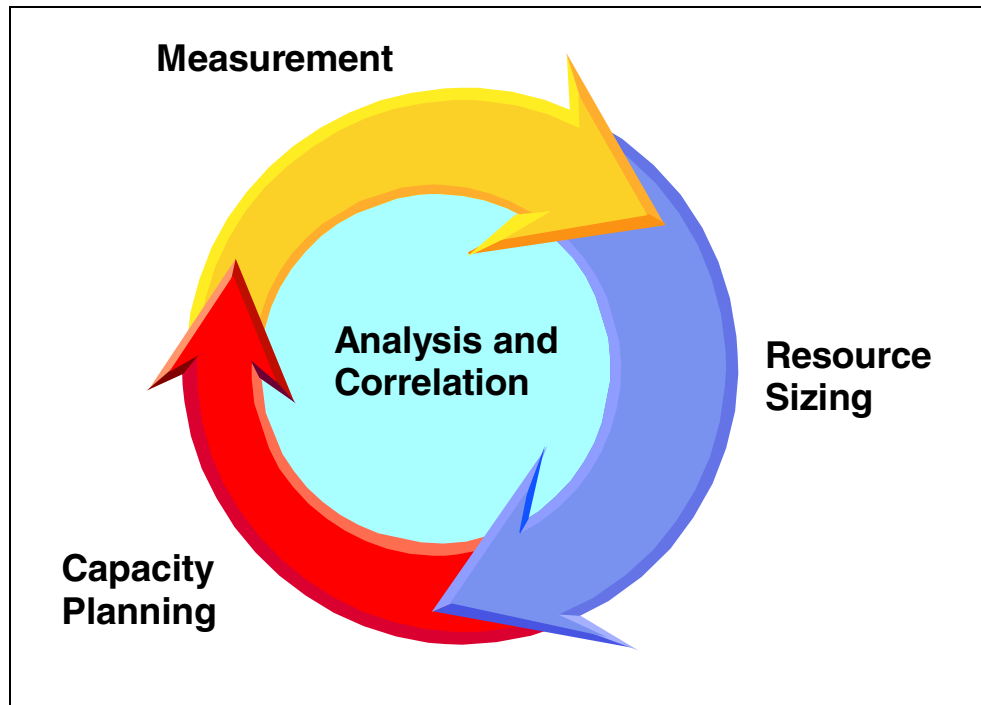 Measurement
Analysis and
Correlation
Resource
Sizing
Capacity
Planning